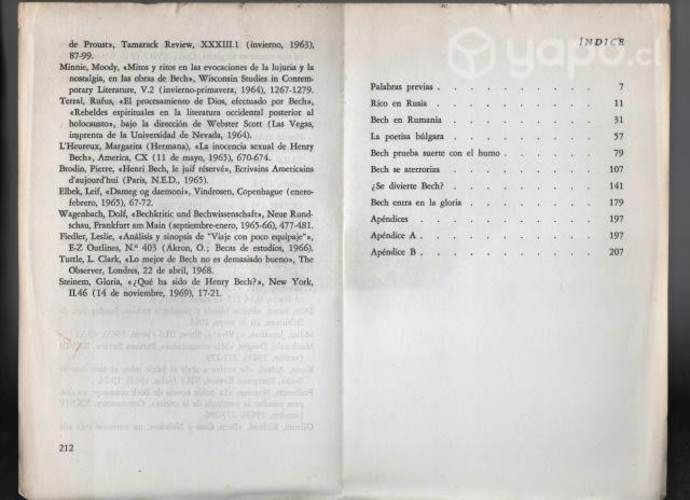 de Proust», Tamarack Review, XXXIII.1 (invierno, 1963),
87-99.
Minnie, Moody, «Mitos y ritos en las evocaciones de la lujuria y la
nostalgia, en las obras de Bech», Wisconsin Studies in Contem-
porary Literature, V.2 (invierno-primavera, 1964), 1267-1279.
Terral, Rufus, «El procesamiento de Dios, efectuado por Bech»,
«Rebeldes espirituales en la literatura occidental posterior al
holocausto», bajo la dirección de Webster Scott (Las Vegas,
imprenta de la Universidad de Nevada, 1964).
L'Heureux, Margarita (Hermana), «La inocencia sexual de Henry
Bech», America, CX (11 de mayo, 1965), 670-674.
Brodin, Pierre, «Henri Bech, le juif réservé», Ecrivains Americains
d'aujourd'hui (Paris, N.E.D., 1965).
Elbek, Leif, «Dameg og daemoni», Vindrosen, Copenhague (enero-
febrero, 1965), 67-72.
Wagenbach, Dolf, «Bechkritic und Bechwissenschaft», Neue Rund-
schau, Frankfurt am Main (septiembre-enero, 1965-66), 477-481.
Fiedler, Leslie, «Análisis y sinopsis de "Viaje con poco equipaje"»,
E-Z Outlines, N.º 403 (Akron, O.; Becas de estudios, 1966).
Tuttle, L. Clark, «Lo mejor de Bech no es demasiado bueno», The
Observer, Londres, 22 de abril, 1968.
Steinem, Gloria, «¿Qué ha sido de Henry Bech?», New York,
II.46 (14 de noviembre, 1969), 17-21.
212
yapo.cl
ÍNDICE
Palabras previas . . . . . . . . . . . 7
Rico en Rusia . . . . . . . . . . . 11
Bech en Rumania . . . . . . . . . . 31
La poetisa búlgara . . . . . . . . . . 57
Bech prueba suerte con el humo . . . . . . 79
Bech se aterroriza . . . . . . . . . . 107
¿Se divierte Bech? . . . . . . . . . . 141
Bech entra en la gloria . . . . . . . . . 179
Apéndices . . . . . . . . . . . . 197
Apéndice A . . . . . . . . . . . . 197
Apéndice B . . . . . . . . . . . . 207